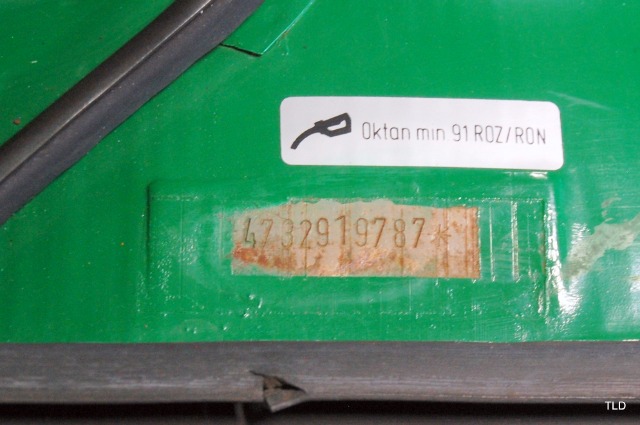 Oktan min. 91 ROZ/RON
4732919787*
TLD